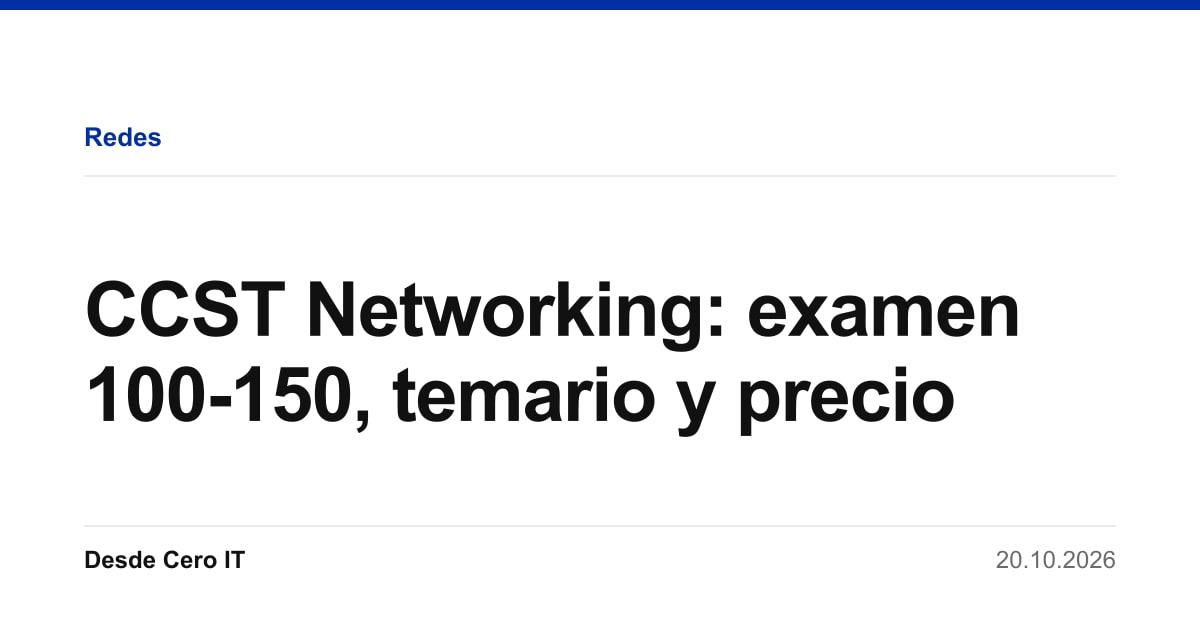 Redes
CCST Networking: examen
100-150, temario y precio
Desde Cero IT
20.10.2026